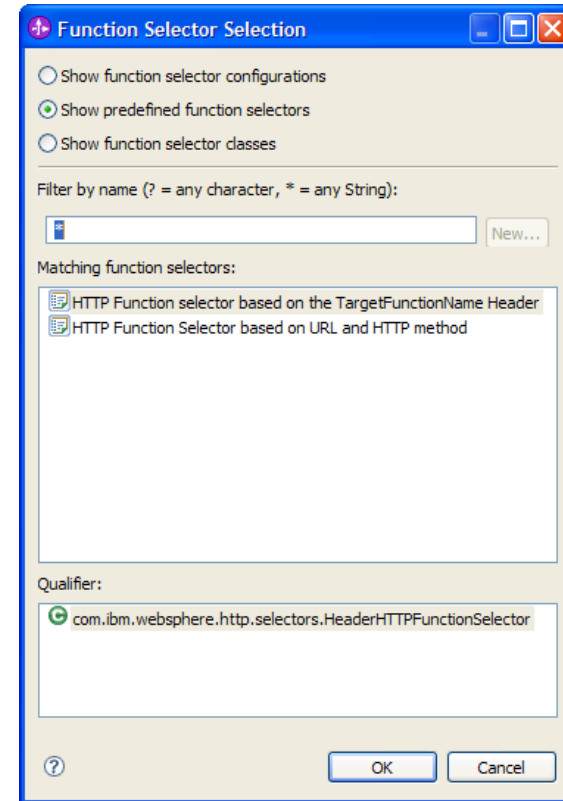 Function Selector Selection
Show function selector configurations
Show predefined function selectors
Show function selector classes
Filter by name (? = any character, * = any String):
*
New...
Matching function selectors:
HTTP Function selector based on the TargetFunctionName Header
HTTP Function Selector based on URL and HTTP method
Qualifier:
com.ibm.websphere.http.selectors.HeaderHTTPFunctionSelector
OK
Cancel